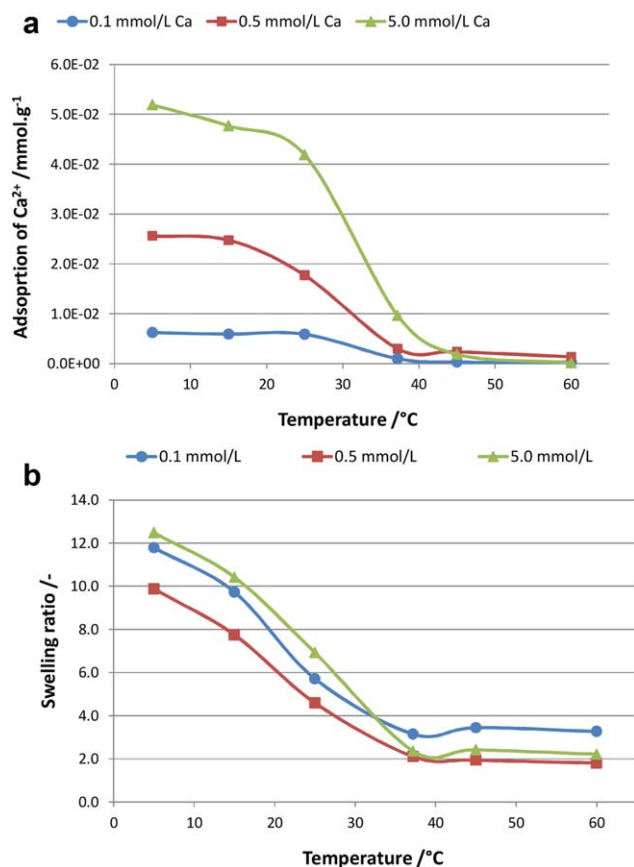 a
0.1 mmol/L Ca 0.5 mmol/L Ca 5.0 mmol/L Ca
6.0E-02
5.0E-02
4.0E-02
3.0E-02
2.0E-02
1.0E-02
0.0E+00
Adsoprtion of Ca²⁺ /mmol.g⁻¹
0 10 20 30 40 50 60
Temperature /°C
b
0.1 mmol/L 0.5 mmol/L 5.0 mmol/L
14.0
12.0
10.0
8.0
6.0
4.0
2.0
0.0
Swelling ratio /-
0 10 20 30 40 50 60
Temperature /°C